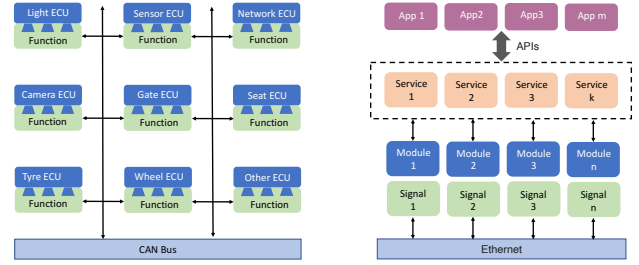 Light ECU
Function
Sensor ECU
Function
Network ECU
Function
Camera ECU
Function
Gate ECU
Function
Seat ECU
Function
Tyre ECU
Function
Wheel ECU
Function
Other ECU
Function
CAN Bus
App 1
App2
App3
App m
APIs
Service
1
Service
2
Service
3
Service
k
Module
1
Module
2
Module
3
Module
n
Signal
1
Signal
2
Signal
3
Signal
n
Ethernet